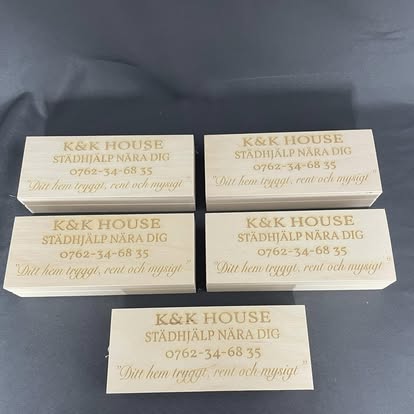 K&K HOUSE
STÄDHJÄLP NÄRA DIG
0762-34-68 35
"Ditt hem tryggt, rent och mysigt"
K&K HOUSE
STÄDHJÄLP NÄRA DIG
0762-34-68 35
"Ditt hem tryggt, rent och mysigt"
K&K HOUSE
STÄDHJÄLP NÄRA DIG
0762-34-68 35
"Ditt hem tryggt, rent och mysigt"
K&K HOUSE
STÄDHJÄLP NÄRA DIG
0762-34-68 35
"Ditt hem tryggt, rent och mysigt"
K&K HOUSE
STÄDHJÄLP NÄRA DIG
0762-34-68 35
"Ditt hem tryggt, rent och mysigt"